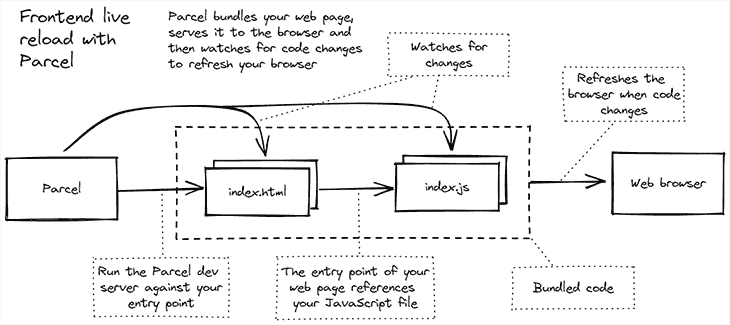 Frontend live
reload with
Parcel
Parcel bundles your web page,
serves it to the browser and
then watches for code changes
to refresh your browser
Watches for
changes
Refreshes the
browser when code
changes
Parcel
index.html
index.js
Web browser
Run the Parcel dev
server against your
entry point
The entry point of your
web page references
your JavaScript file
Bundled code